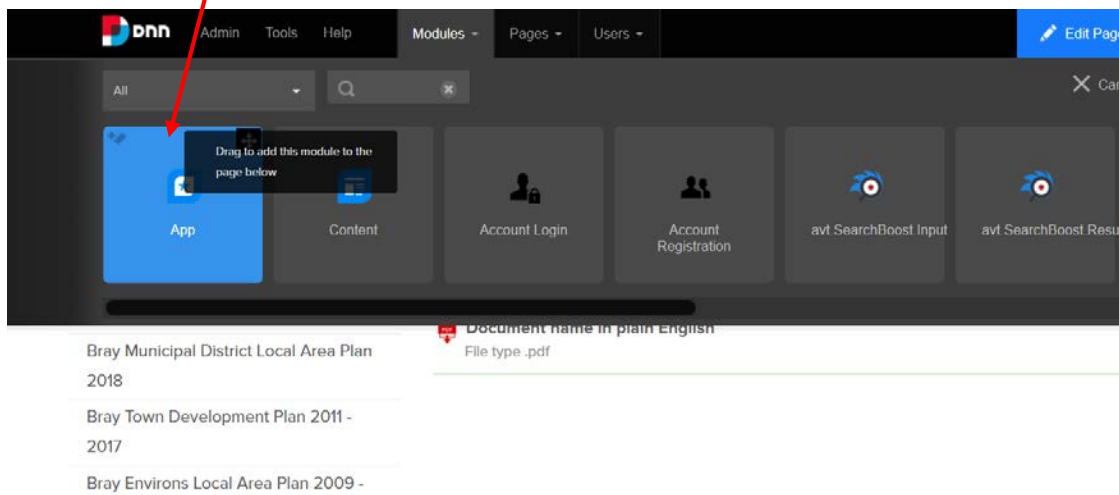 DNN Admin Tools Help Modules Pages Users Edit Page
All
Can
Drag to add this module to the
page below
App Content Account Login Account
Registration avt SearchBoost Input avt SearchBoost Resu
Document name in plain English
File type .pdf
Bray Municipal District Local Area Plan
2018
Bray Town Development Plan 2011 -
2017
Bray Environs Local Area Plan 2009 -